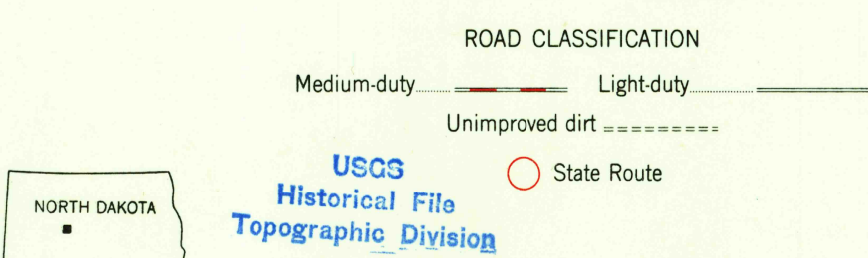 ROAD CLASSIFICATION
Medium-duty Light-duty
Unimproved dirt
State Route
USGS
Historical File
Topographic Division
NORTH DAKOTA